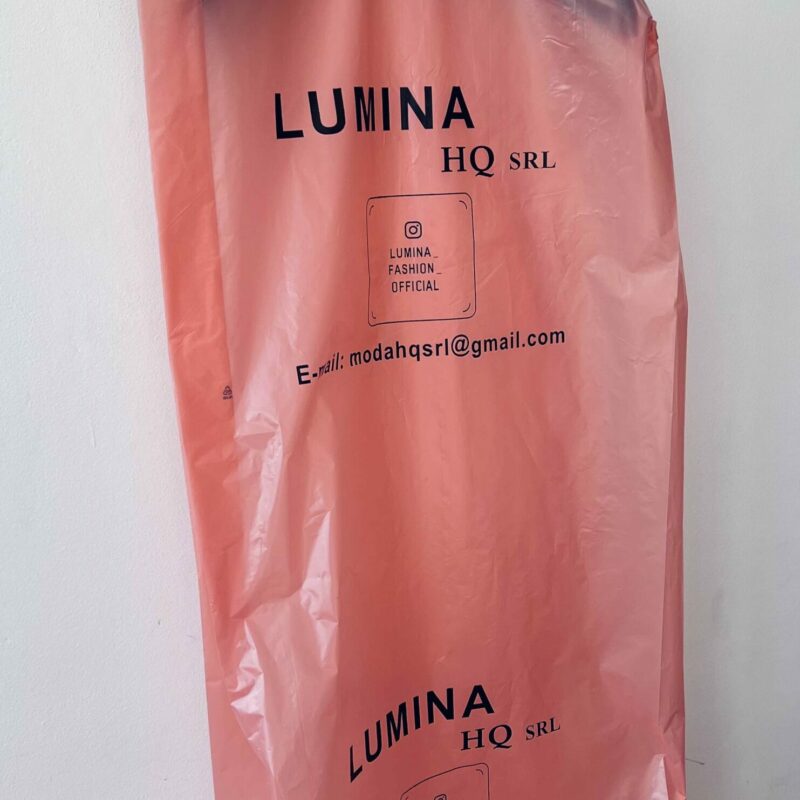 LUMINA
HQ SRL
LUMINA_
FASHION_
OFFICIAL
E-mail: modahqsrl@gmail.com
LUMINA
HQ SRL